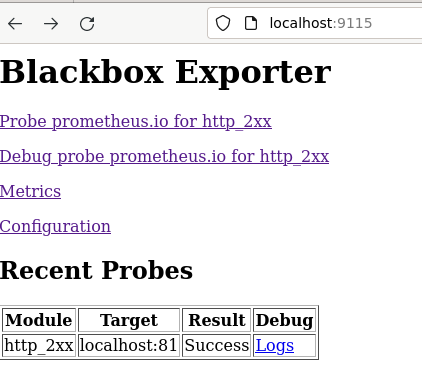 localhost:9115
Blackbox Exporter
Probe prometheus.io for http_2xx
Debug probe prometheus.io for http_2xx
Metrics
Configuration
Recent Probes
Module Target Result Debug
http_2xx localhost:81 Success Logs